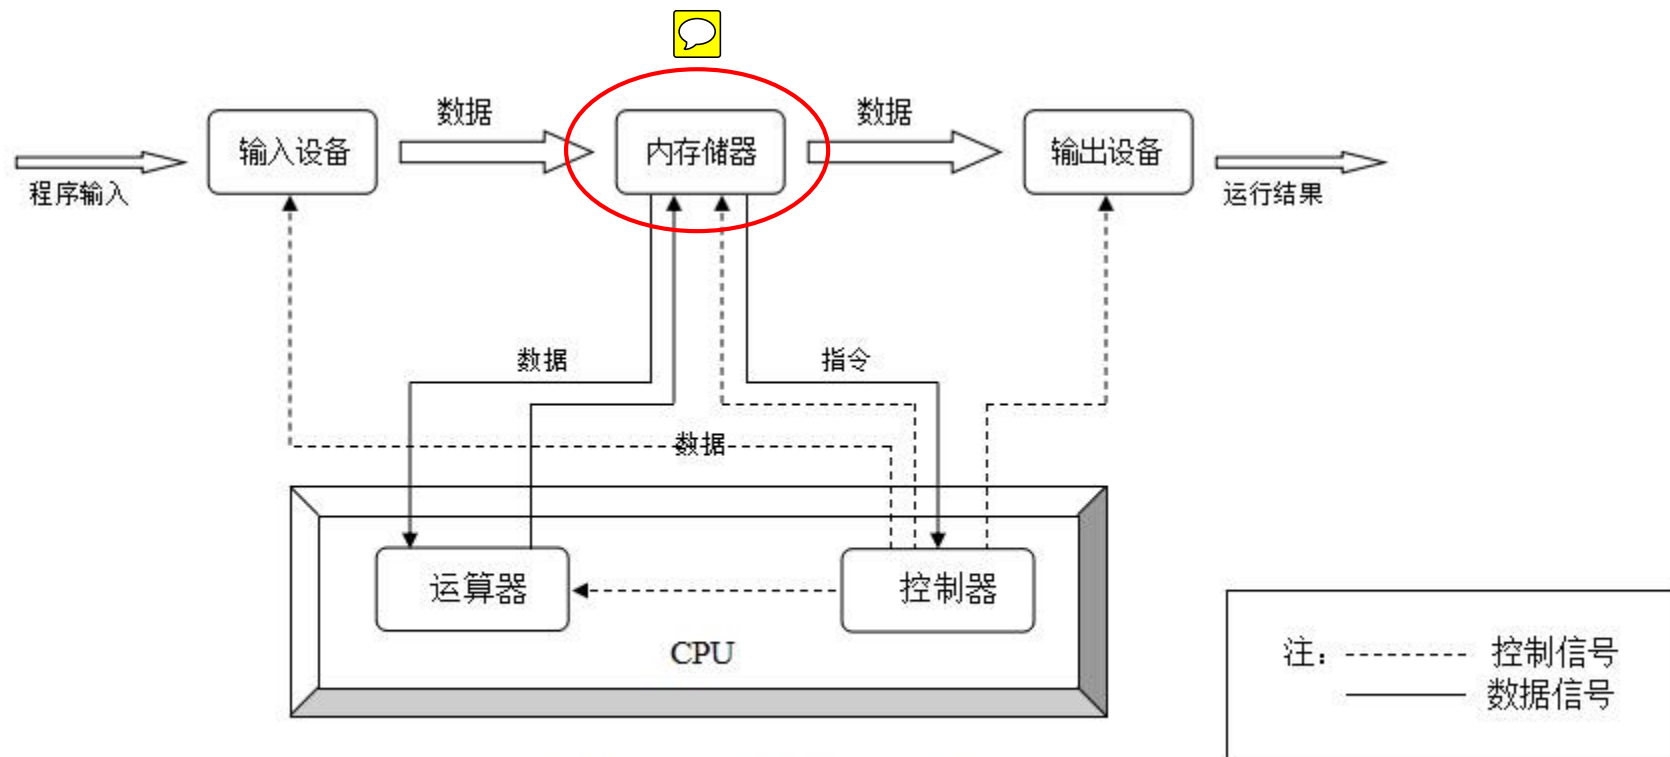 数据
数据
输入设备
内存储器
输出设备
程序输入
运行结果
数据
指令
数据
运算器
控制器
CPU
注：
控制信号
数据信号